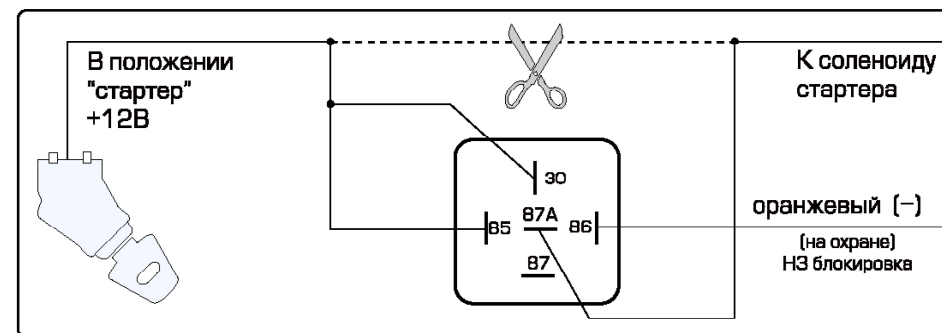 В положении
"стартер"
+12В
К соленоиду
стартера
30
85
87А
86
87
оранжевый (–)
(на охране)
НЗ блокировка